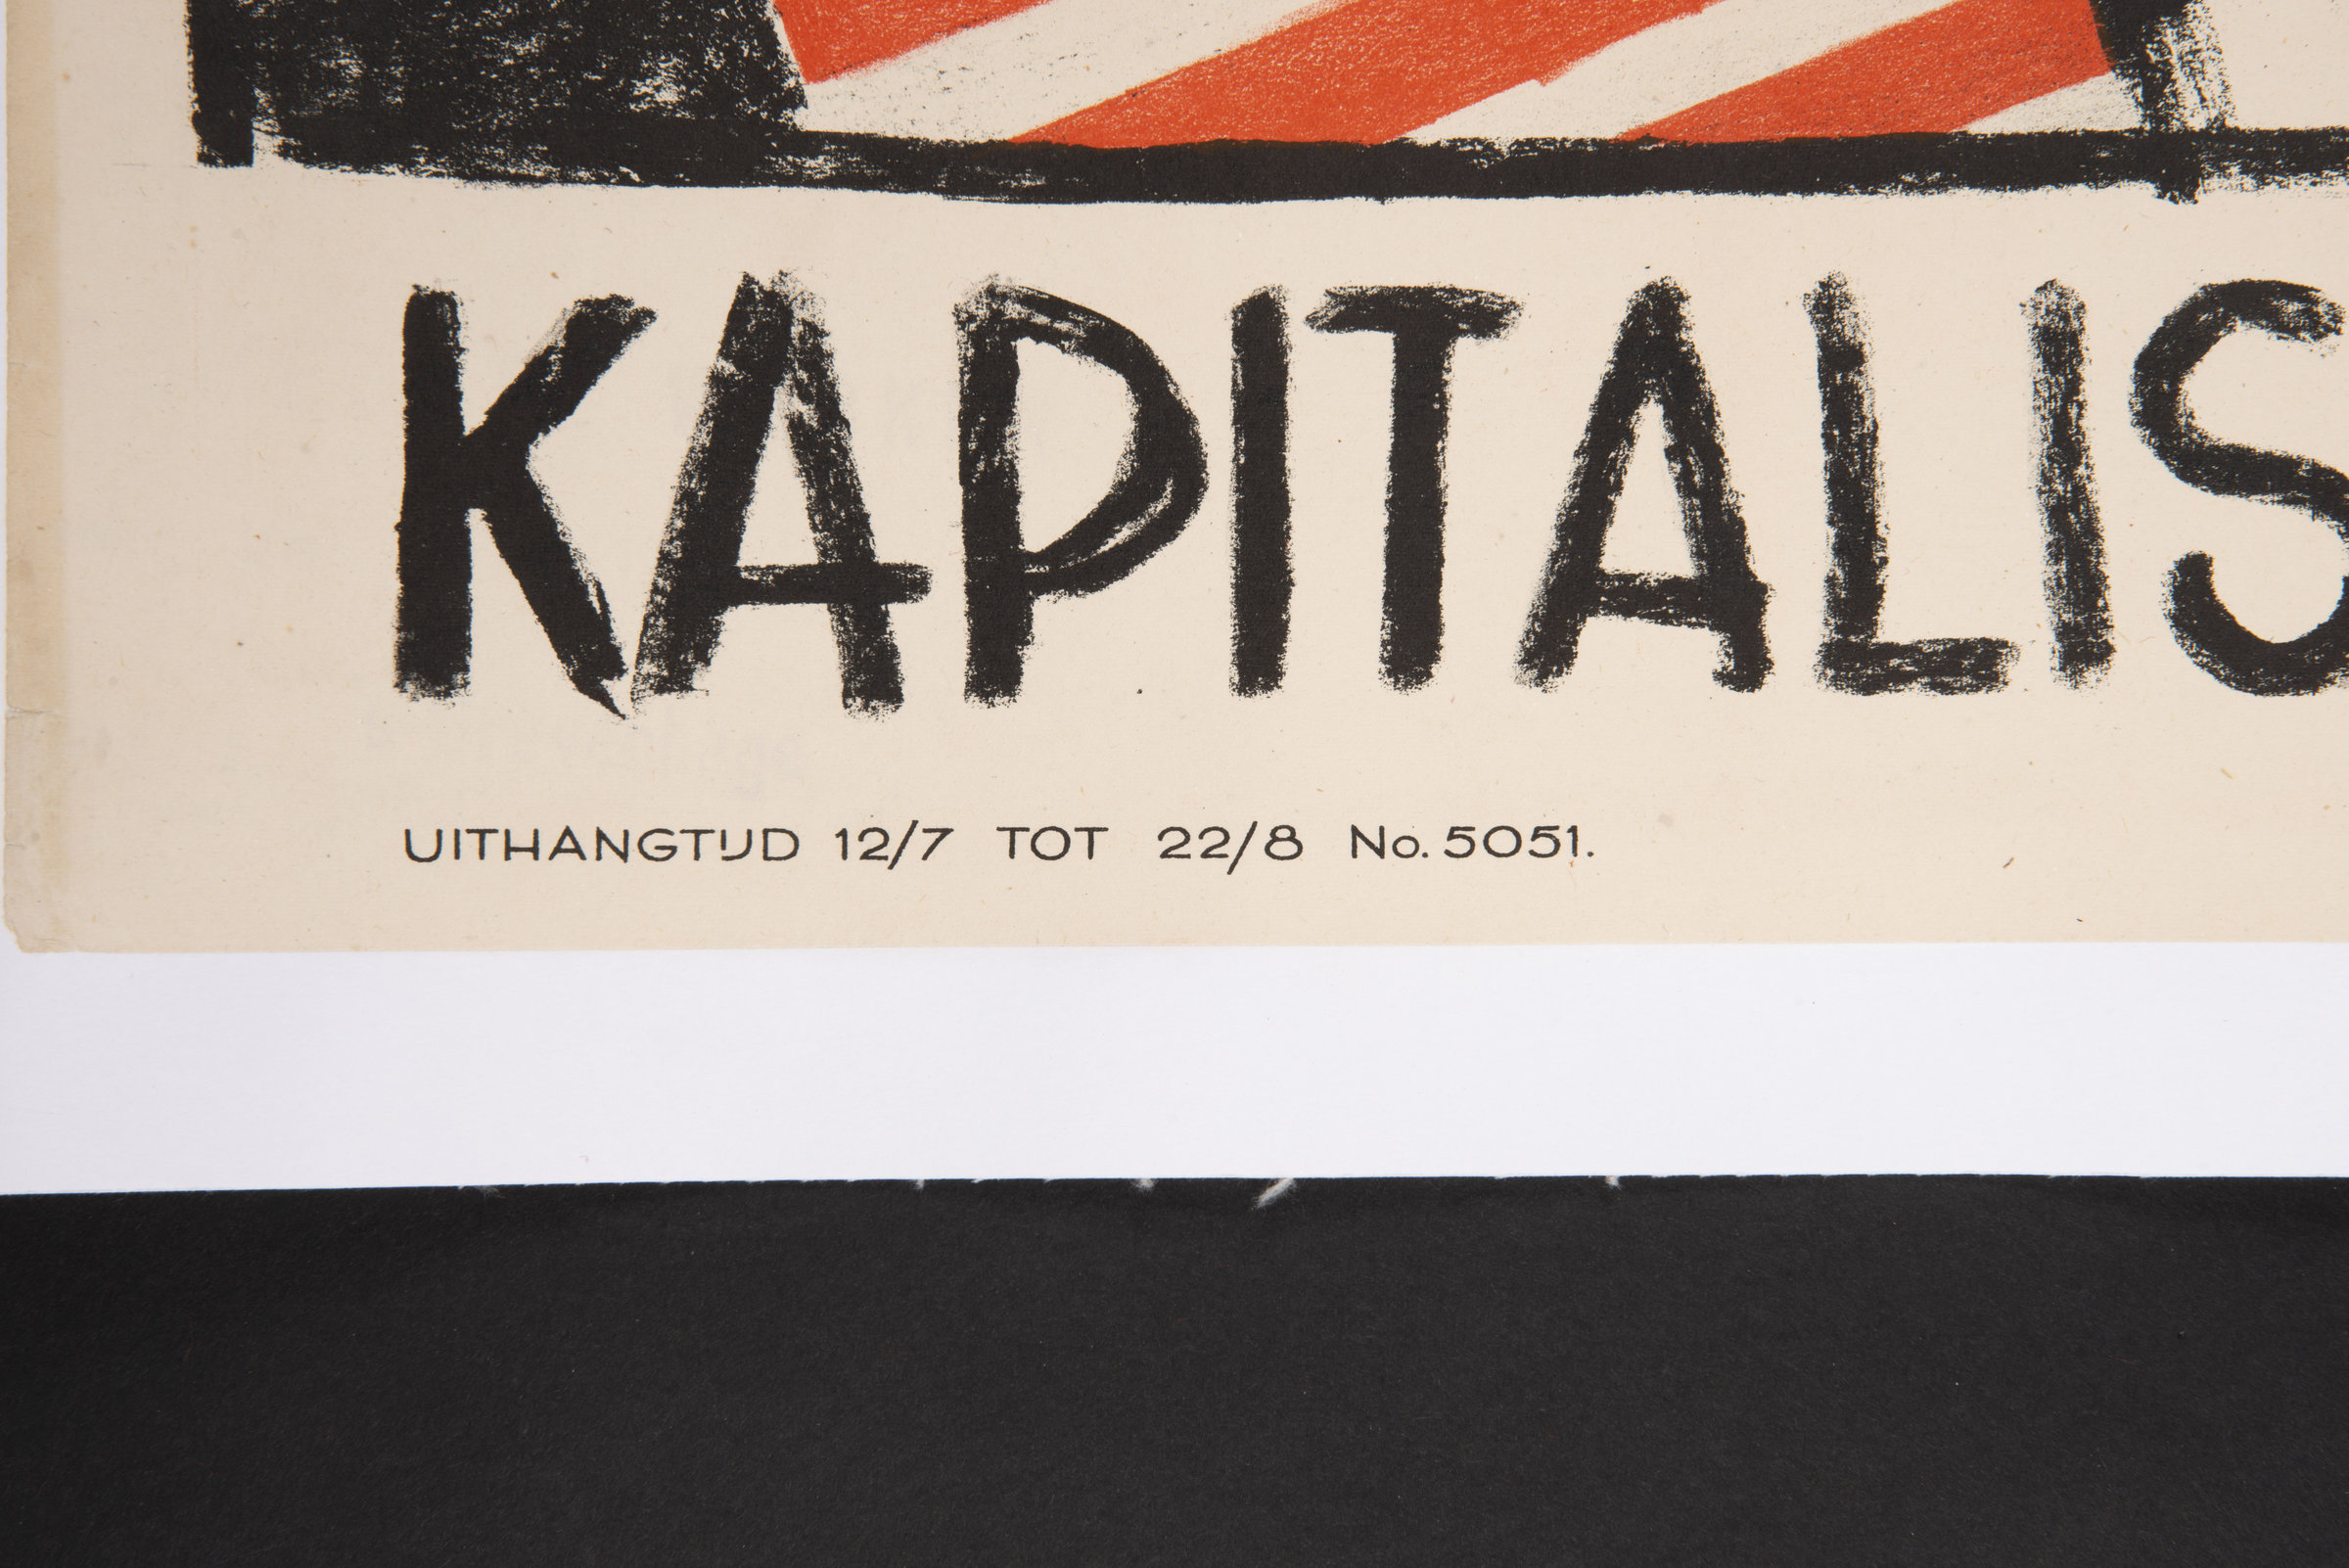 KAPITALIS
UITHANGTIJD 12/7 TOT 22/8 No. 5051.